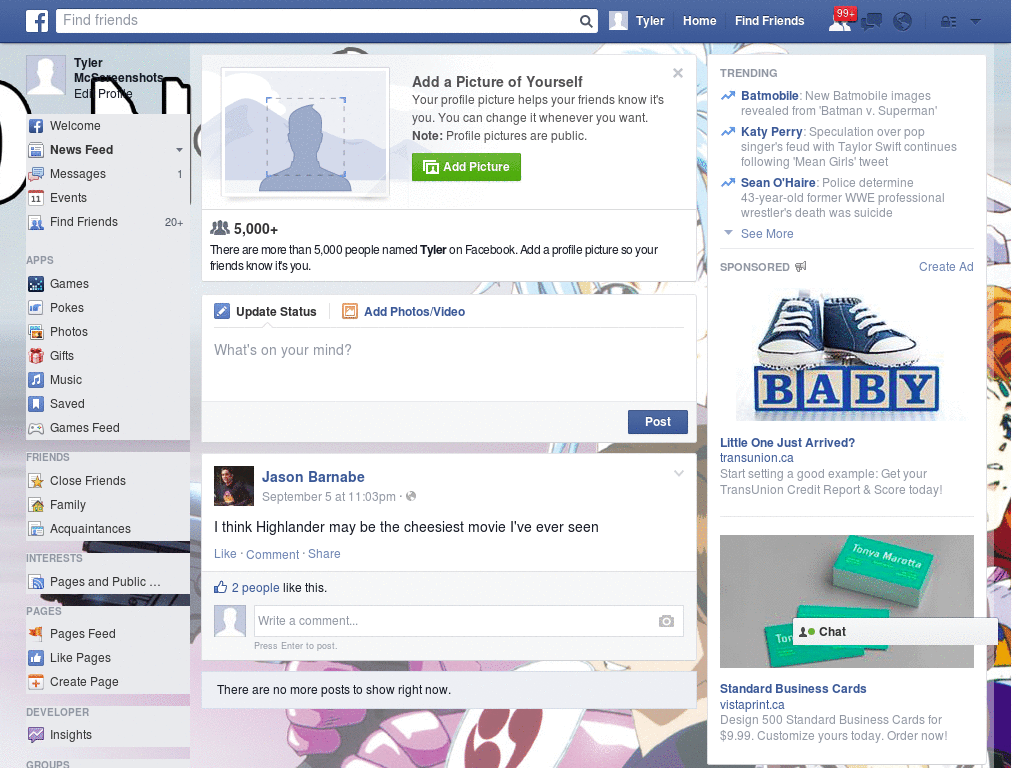 f
Find friends
Tyler
Home
Find Friends
99+
Tyler
McScreenshots
Edit Profile
Welcome
News Feed
Messages 1
Events
Find Friends 20+
APPS
Games
Pokes
Photos
Gifts
Music
Saved
Games Feed
FRIENDS
Close Friends
Family
Acquaintances
INTERESTS
Pages and Public ...
PAGES
Pages Feed
Like Pages
Create Page
DEVELOPER
Insights
GROUPS
Add a Picture of Yourself
Your profile picture helps your friends know it's
you. You can change it whenever you want.
Note: Profile pictures are public.
Add Picture
5,000+
There are more than 5,000 people named Tyler on Facebook. Add a profile picture so your
friends know it's you.
Update Status
Add Photos/Video
What's on your mind?
Post
Jason Barnabe
September 5 at 11:03pm ·
I think Highlander may be the cheesiest movie I've ever seen
Like · Comment · Share
2 people like this.
Write a comment...
Press Enter to post.
There are no more posts to show right now.
TRENDING
Batmobile: New Batmobile images
revealed from 'Batman v. Superman'
Katy Perry: Speculation over pop
singer's feud with Taylor Swift continues
following 'Mean Girls' tweet
Sean O'Haire: Police determine
43-year-old former WWE professional
wrestler's death was suicide
See More
SPONSORED
Create Ad
BABY
Little One Just Arrived?
transunion.ca
Start setting a good example: Get your
TransUnion Credit Report & Score today!
Tonya Marotta
Ton
Chat
Standard Business Cards
vistaprint.ca
Design 500 Standard Business Cards for
$9.99. Customize yours today. Order now!